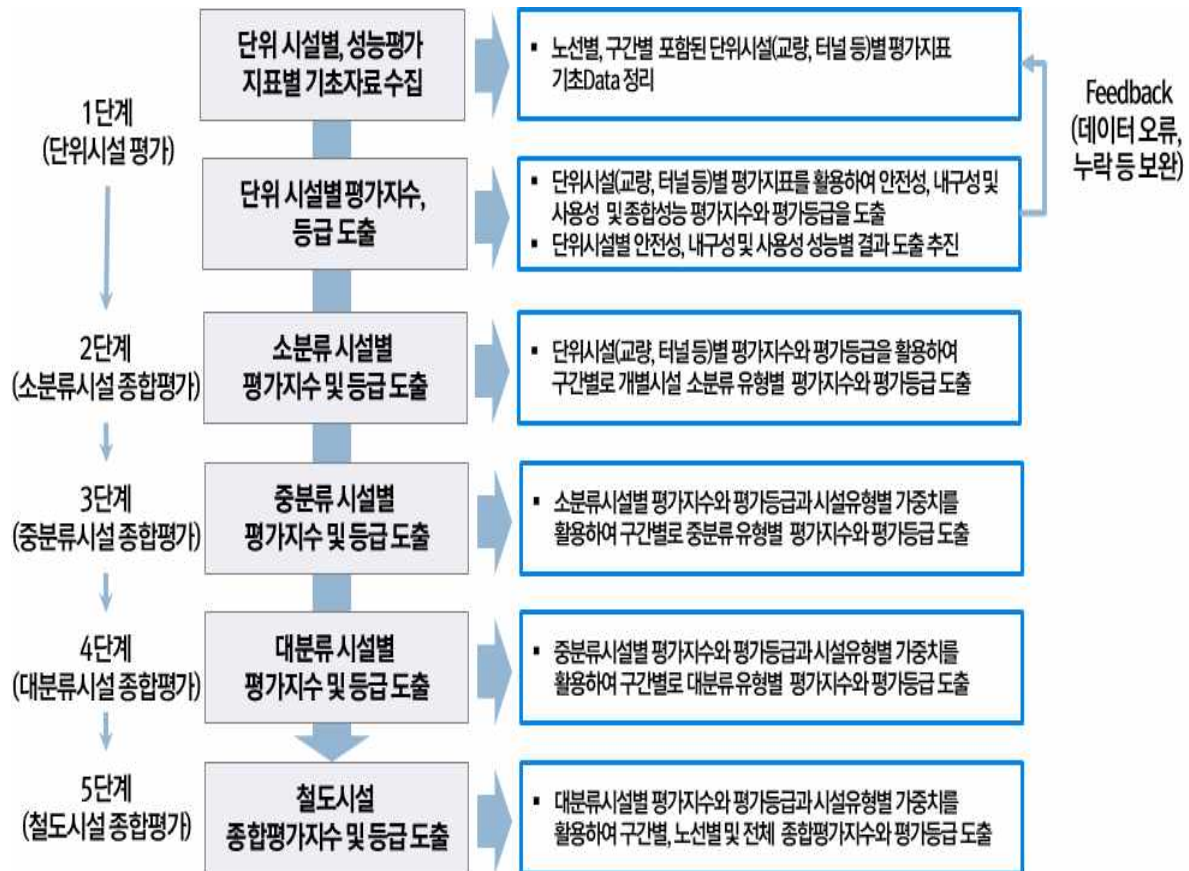 단위 시설별, 성능평가
지표별 기초자료 수집
▪ 노선별, 구간별 포함된 단위시설(교량, 터널 등)별 평가지표
기초Data 정리
1단계
(단위시설 평가)
Feedback
(데이터 오류,
누락 등 보완)
단위 시설별 평가지수,
등급 도출
▪ 단위시설(교량, 터널 등)별 평가지표를 활용하여 안전성, 내구성 및
사용성 및 종합성능 평가지수와 평가등급을 도출
▪ 단위시설별 안전성, 내구성 및 사용성 성능별 결과 도출 추진
2단계
(소분류시설 종합평가)
소분류 시설별
평가지수 및 등급 도출
▪ 단위시설(교량, 터널 등)별 평가지수와 평가등급을 활용하여
구간별로 개별시설 소분류 유형별 평가지수와 평가등급 도출
3단계
(중분류시설 종합평가)
중분류 시설별
평가지수 및 등급 도출
▪ 소분류시설별 평가지수와 평가등급과 시설유형별 가중치를
활용하여 구간별로 중분류 유형별 평가지수와 평가등급 도출
4단계
(대분류시설 종합평가)
대분류 시설별
평가지수 및 등급 도출
▪ 중분류시설별 평가지수와 평가등급과 시설유형별 가중치를
활용하여 구간별로 대분류 유형별 평가지수와 평가등급 도출
5단계
(철도시설 종합평가)
철도시설
종합평가지수 및 등급 도출
▪ 대분류시설별 평가지수와 평가등급과 시설유형별 가중치를
활용하여 구간별, 노선별 및 전체 종합평가지수와 평가등급 도출